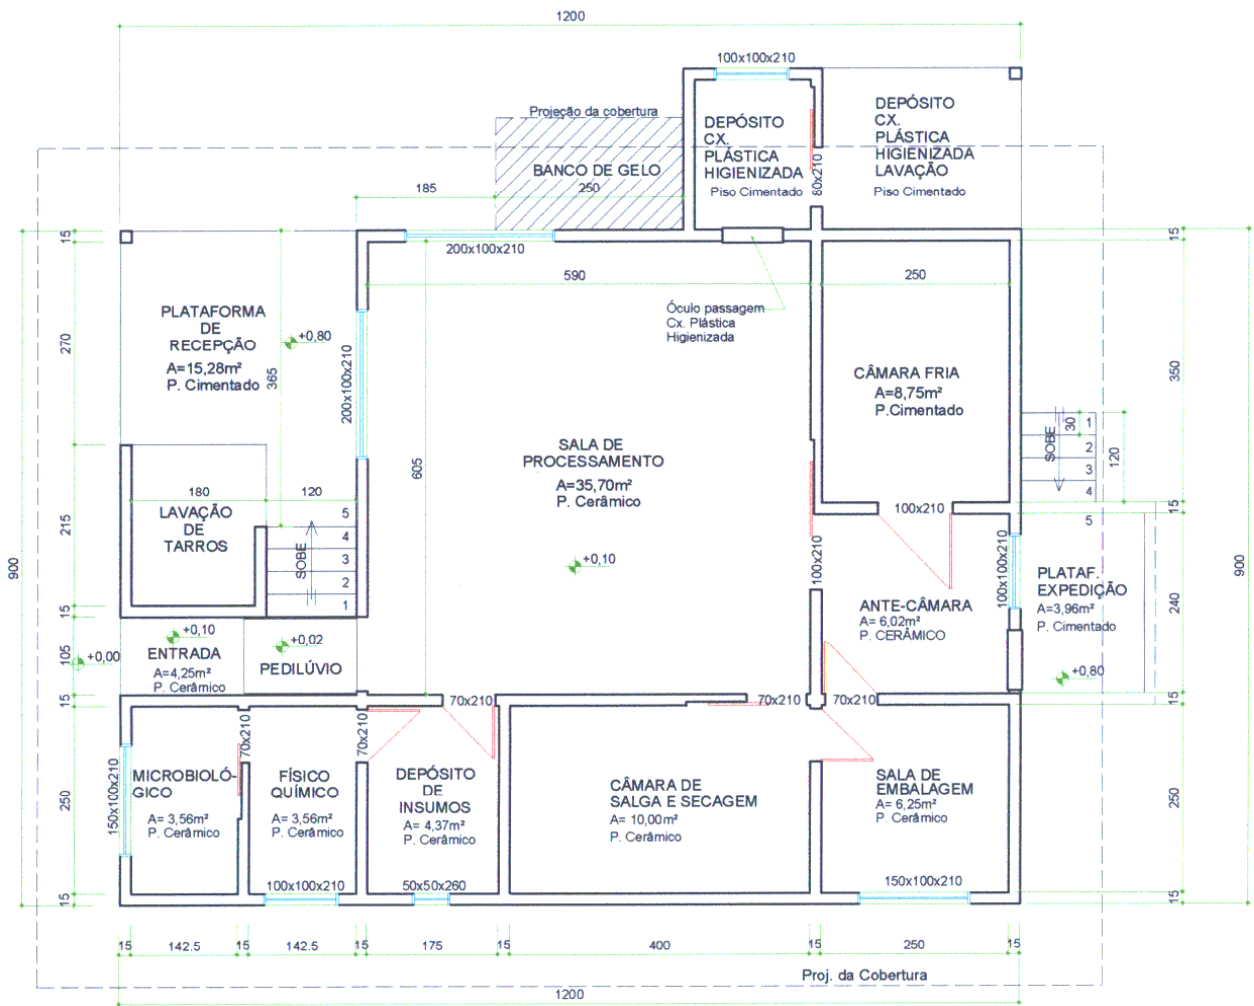 1200
100x100x210
Projeção da cobertura
DEPÓSITO
CX.
PLÁSTICA
HIGIENIZADA
Piso Cimentado
DEPÓSITO
CX.
PLÁSTICA
HIGIENIZADA
LAVAÇÃO
Piso Cimentado
80x210
BANCO DE GELO
185
250
200x100x210
15
15
590
250
Óculo passagem
Cx. Plástica
Higienizada
PLATAFORMA
DE
RECEPÇÃO
A=15,28m²
P. Cimentado
+0,80
365
270
200x100x210
350
CÂMARA FRIA
A=8,75m²
P.Cimentado
SALA DE
PROCESSAMENTO
A=35,70m²
P. Cerâmico
605
+0,10
SOBE
30
1
2
3
4
5
120
180
120
LAVAÇÃO
DE
TARROS
215
SOBE
5
4
3
2
1
100x210
15
100x210
100x100x210
PLATAF.
EXPEDIÇÃO
A=3,96m²
P. Cimentado
+0,80
240
900
900
ANTE-CÂMARA
A= 6,02m²
P. CERÂMICO
15
+0,10
+0,02
+0,00
105
ENTRADA
A=4,25m²
P. Cerâmico
PEDILÚVIO
15
70x210
70x210
70x210
15
70x210
70x210
MICROBIOLÓ-
GICO
A= 3,56m²
P. Cerâmico
150x100x210
FÍSICO
QUÍMICO
A= 3,56m²
P. Cerâmico
DEPÓSITO
DE
INSUMOS
A= 4,37m²
P. Cerâmico
CÂMARA DE
SALGA E SECAGEM
A= 10,00m²
P. Cerâmico
SALA DE
EMBALAGEM
A= 6,25m²
P. Cerâmico
250
250
100x100x210
50x50x260
150x100x210
15
15
15
142.5
15
142.5
15
175
15
400
15
250
15
Proj. da Cobertura
1200